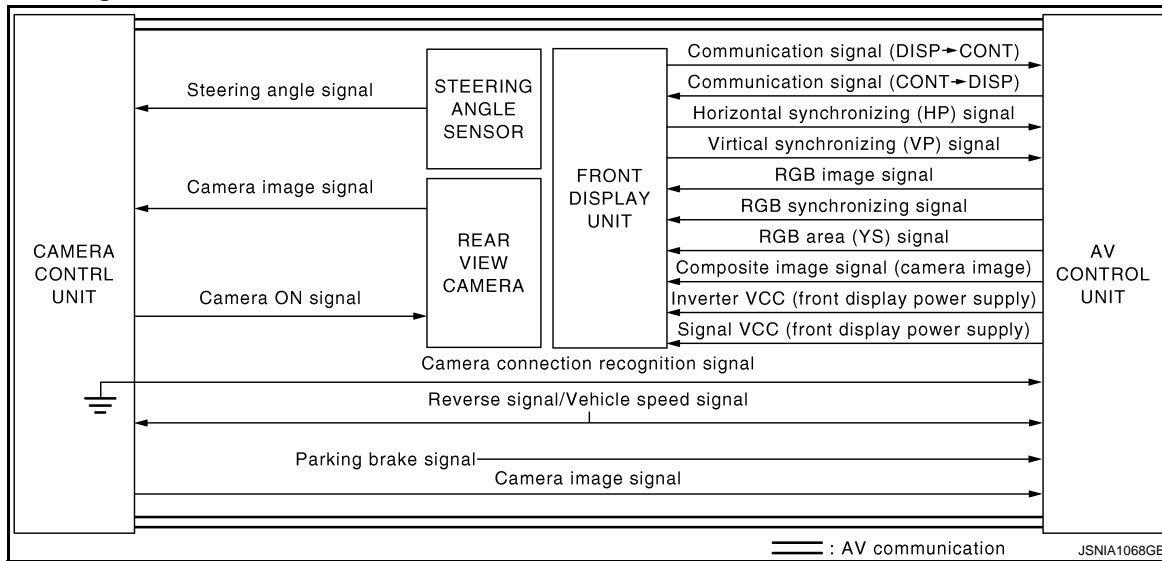 Communication signal (DISP→CONT)
Communication signal (CONT→DISP)
Horizontal synchronizing (HP) signal
Virtical synchronizing (VP) signal
RGB image signal
RGB synchronizing signal
RGB area (YS) signal
Composite image signal (camera image)
Inverter VCC (front display power supply)
Signal VCC (front display power supply)
Steering angle signal
STEERING
ANGLE
SENSOR
Camera image signal
REAR
VIEW
CAMERA
FRONT
DISPLAY
UNIT
CAMERA
CONTRL
UNIT
AV
CONTROL
UNIT
Camera ON signal
Camera connection recognition signal
Reverse signal/Vehicle speed signal
Parking brake signal
Camera image signal
: AV communication